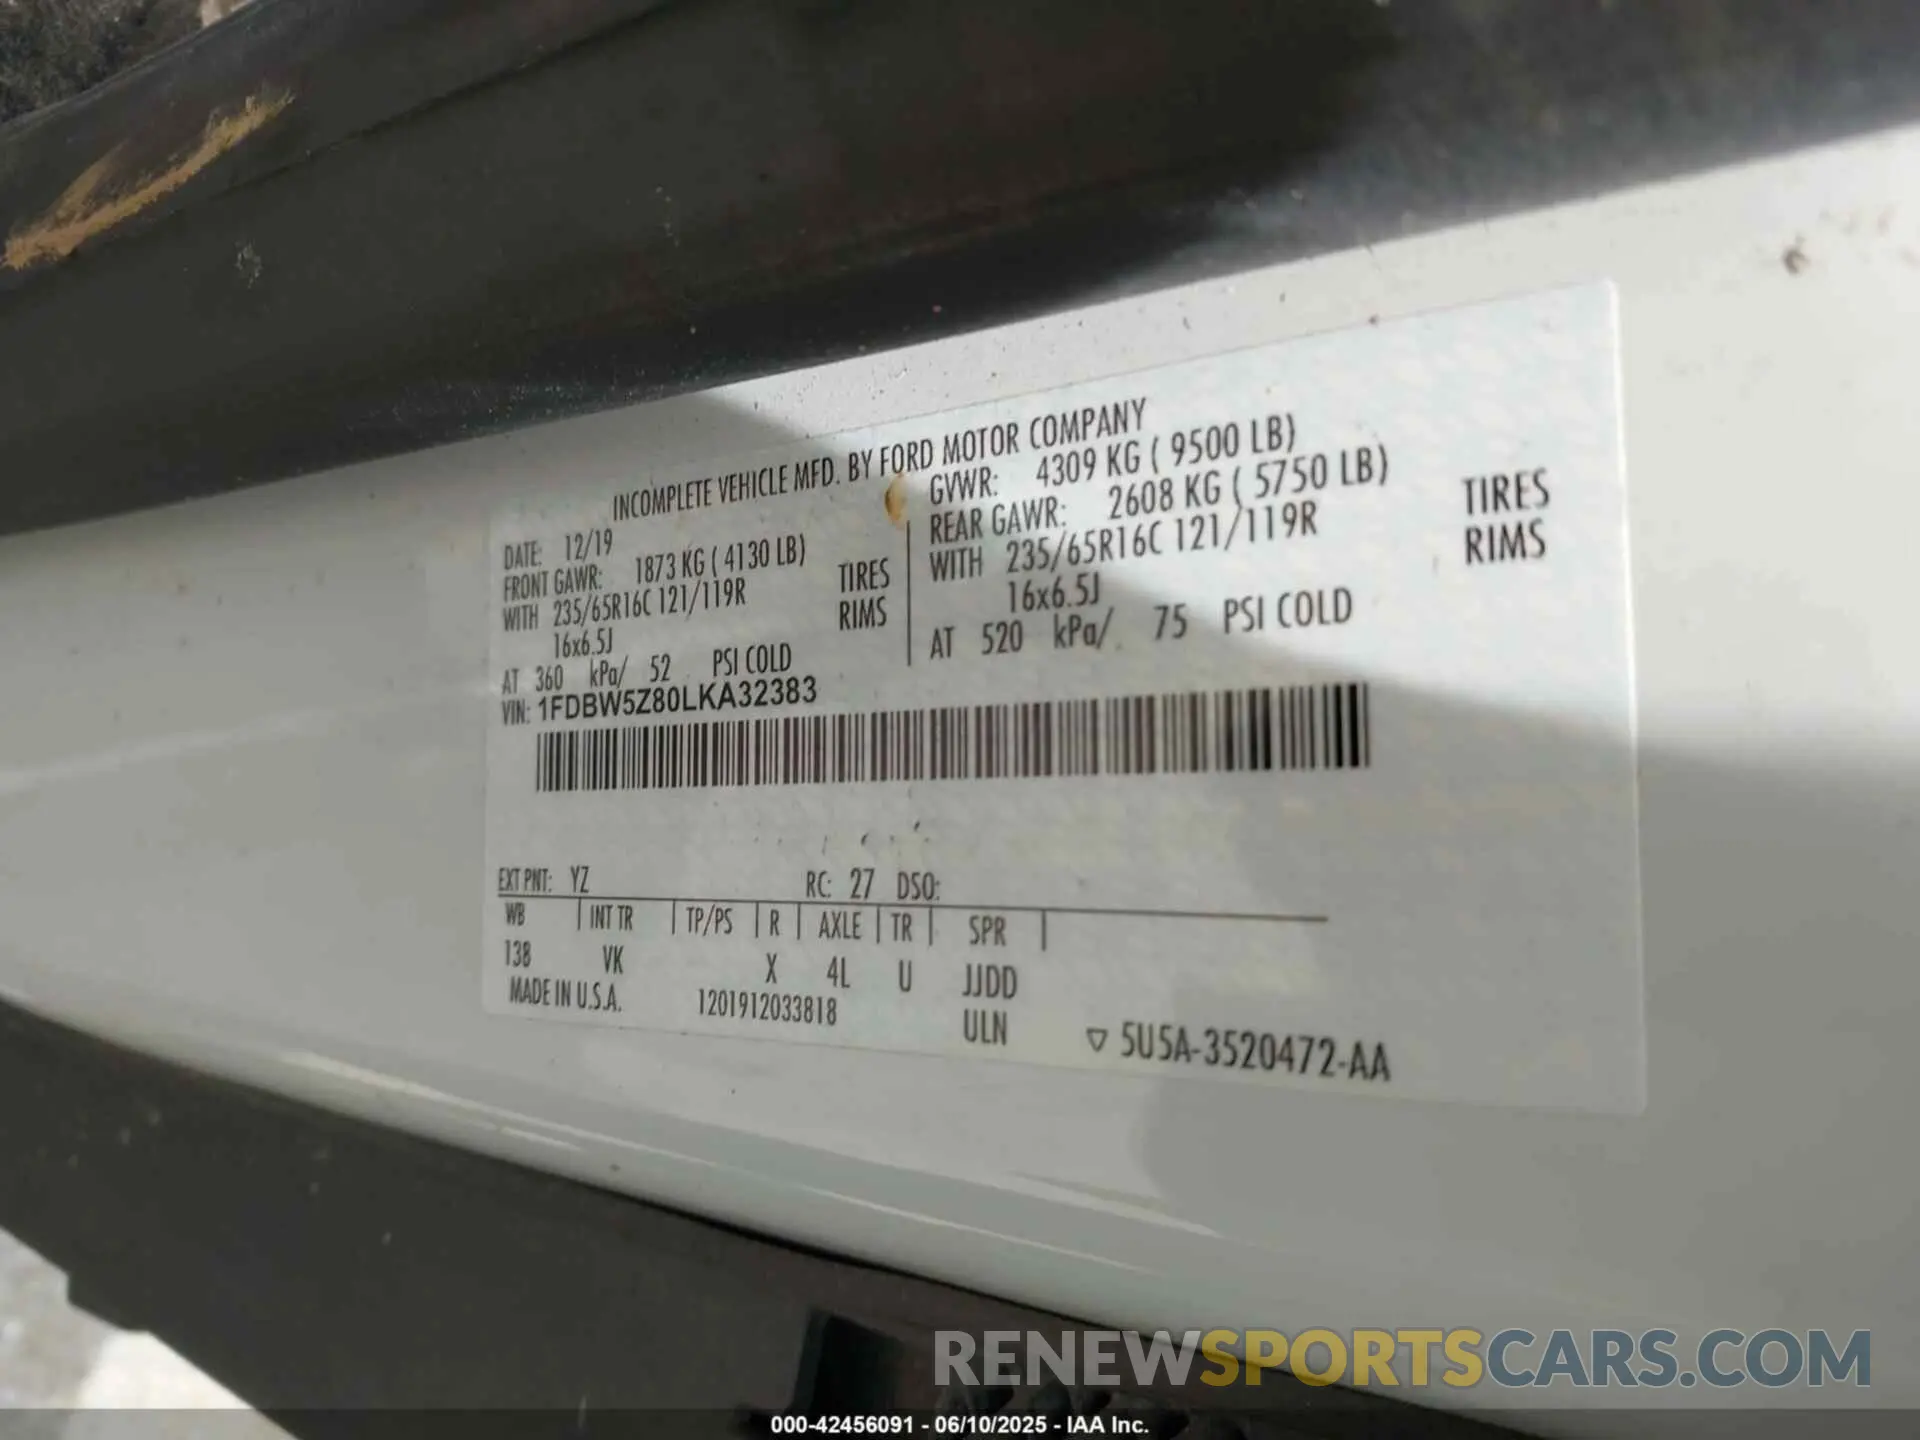 INCOMPLETE VEHICLE MFD. BY FORD MOTOR COMPANY
DATE: 12/19
FRONT GAWR: 1873 KG ( 4130 LB)
WITH 235/65R16C 121/119R TIRES
16x6.5J RIMS
AT 360 kPa/ 52 PSI COLD
GVWR: 4309 KG ( 9500 LB)
REAR GAWR: 2608 KG ( 5750 LB)
WITH 235/65R16C 121/119R TIRES
16x6.5J RIMS
AT 520 kPa/ 75 PSI COLD
VIN: 1FDBW5Z80LKA32383
EXT PNT: YZ RC: 27 DSO:
WB | INT TR | TP/PS | R | AXLE | TR | SPR |
138 VK X 4L U JJDD
MADE IN U.S.A. 1201912033818 ULN ▽ 5U5A-3520472-AA
RENEWSPORTSCARS.COM
000-42456091 - 06/10/2025 - IAA Inc.